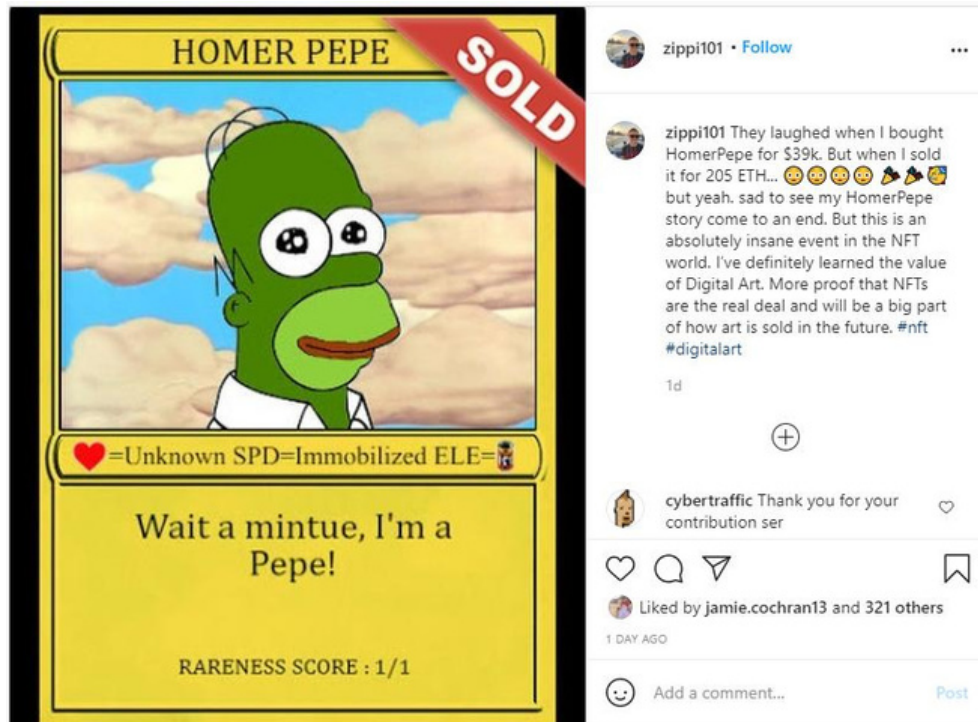 HOMER PEPE
SOLD
=Unknown SPD=Immobilized ELE=
Wait a mintue, I'm a
Pepe!
RARENESS SCORE : 1/1
zippi101 • Follow
zippi101 They laughed when I bought
HomerPepe for $39k. But when I sold
it for 205 ETH... 😳😳😳😳 🎉🎉🥳
but yeah. sad to see my HomerPepe
story come to an end. But this is an
absolutely insane event in the NFT
world. I've definitely learned the value
of Digital Art. More proof that NFTs
are the real deal and will be a big part
of how art is sold in the future. #nft
#digitalart
1d
cybertraffic Thank you for your
contribution ser
Liked by jamie.cochran13 and 321 others
1 DAY AGO
Add a comment...
Post